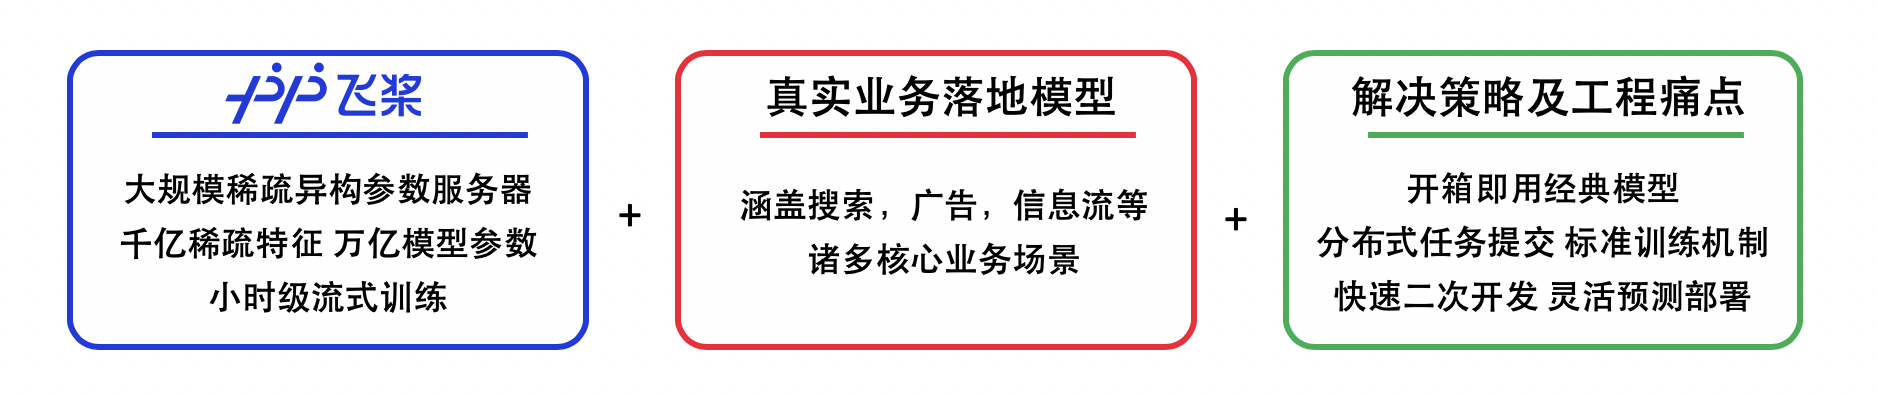 飞桨
大规模稀疏异构参数服务器
千亿稀疏特征 万亿模型参数
小时级流式训练
+
真实业务落地模型
涵盖搜索，广告，信息流等
诸多核心业务场景
+
解决策略及工程痛点
开箱即用经典模型
分布式任务提交 标准训练机制
快速二次开发 灵活预测部署